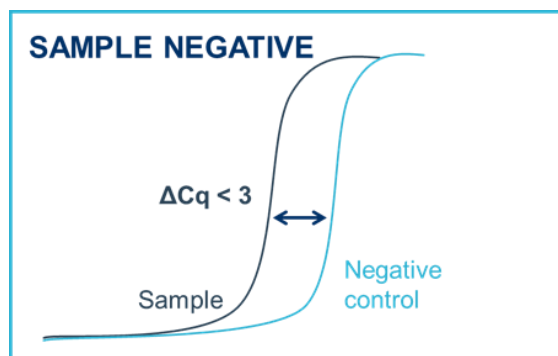 SAMPLE NEGATIVE
ΔCq < 3
Sample
Negative
control